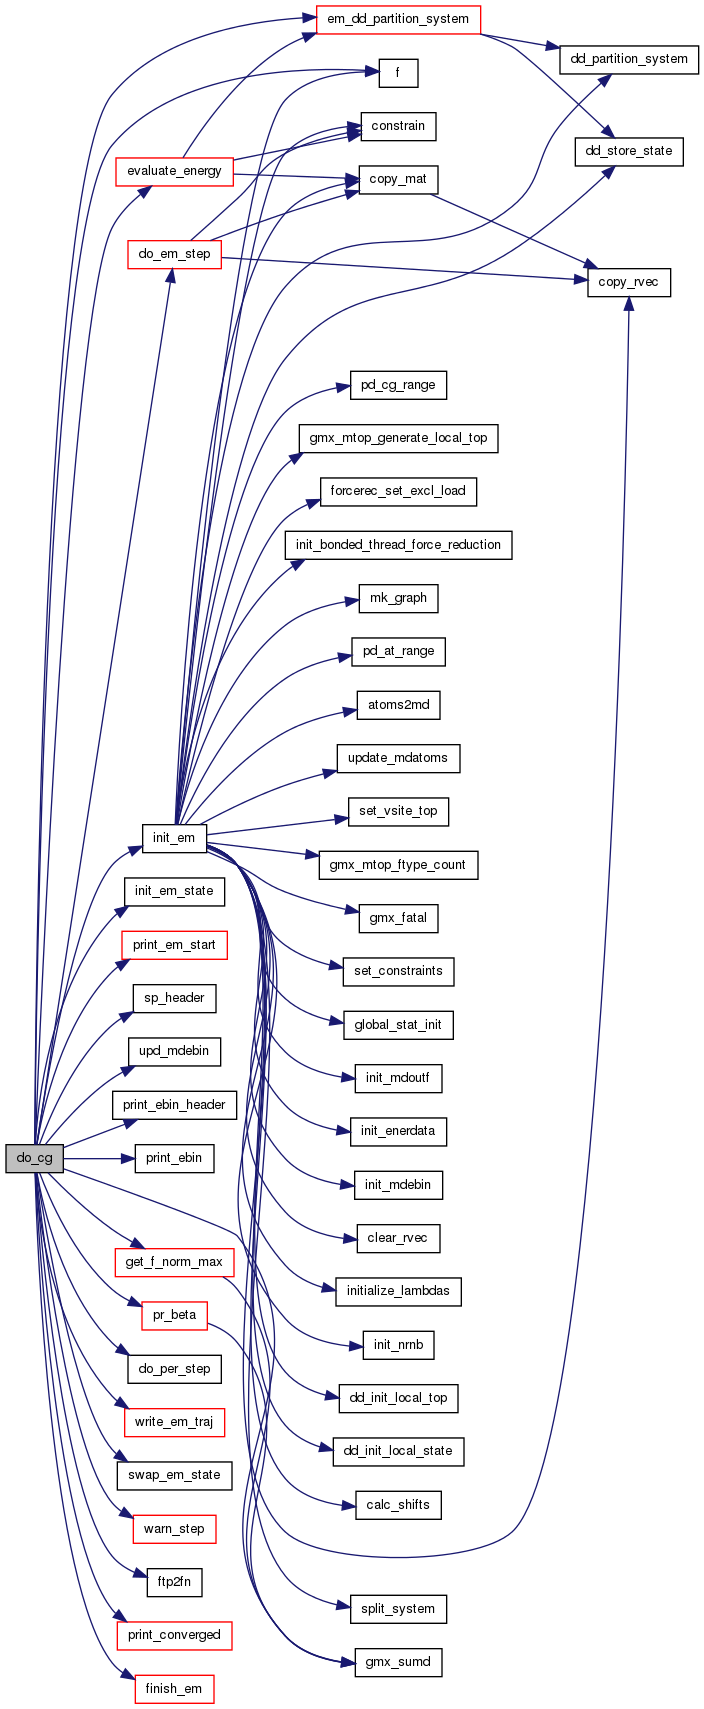 em_dd_partition_system
dd_partition_system
f
constrain
dd_store_state
evaluate_energy
copy_mat
do_em_step
copy_rvec
pd_cg_range
gmx_mtop_generate_local_top
forcerec_set_excl_load
init_bonded_thread_force_reduction
mk_graph
pd_at_range
atoms2md
update_mdatoms
set_vsite_top
init_em
gmx_mtop_ftype_count
init_em_state
gmx_fatal
print_em_start
set_constraints
sp_header
global_stat_init
upd_mdebin
init_mdoutf
print_ebin_header
init_enerdata
do_cg
print_ebin
init_mdebin
clear_rvec
get_f_norm_max
initialize_lambdas
pr_beta
init_nrnb
do_per_step
dd_init_local_top
write_em_traj
dd_init_local_state
swap_em_state
calc_shifts
warn_step
ftp2fn
split_system
print_converged
gmx_sumd
finish_em